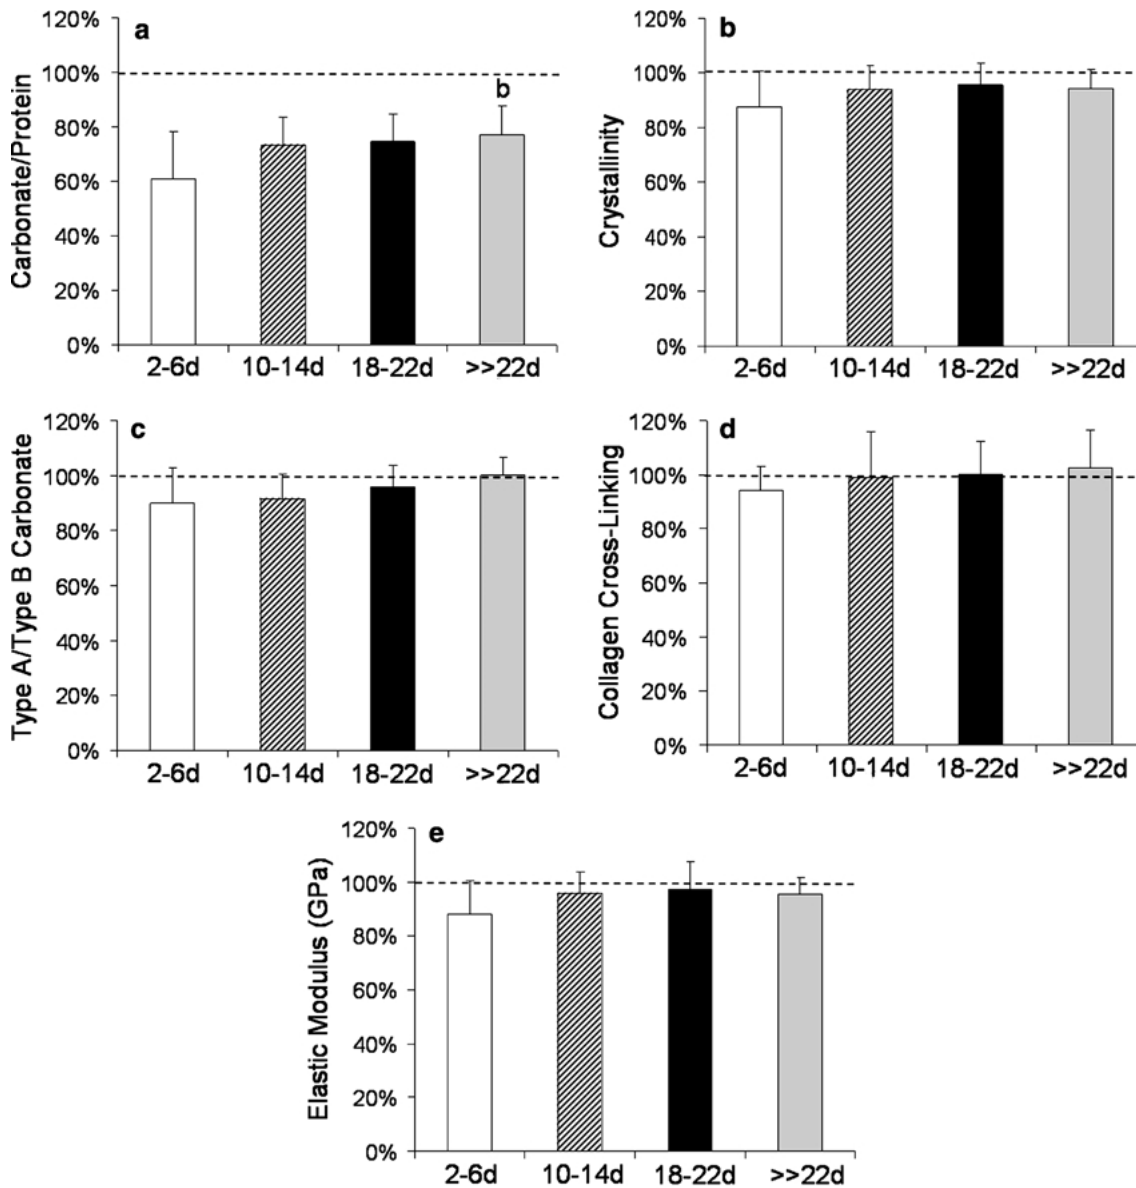 a
Carbonate/Protein
120%
100%
80%
60%
40%
20%
0%
b
2-6d 10-14d 18-22d >>22d
b
Crystallinity
120%
100%
80%
60%
40%
20%
0%
2-6d 10-14d 18-22d >>22d
c
Type A/Type B Carbonate
120%
100%
80%
60%
40%
20%
0%
2-6d 10-14d 18-22d >>22d
d
Collagen Cross-Linking
120%
100%
80%
60%
40%
20%
0%
2-6d 10-14d 18-22d >>22d
e
Elastic Modulus (GPa)
120%
100%
80%
60%
40%
20%
0%
2-6d 10-14d 18-22d >>22d